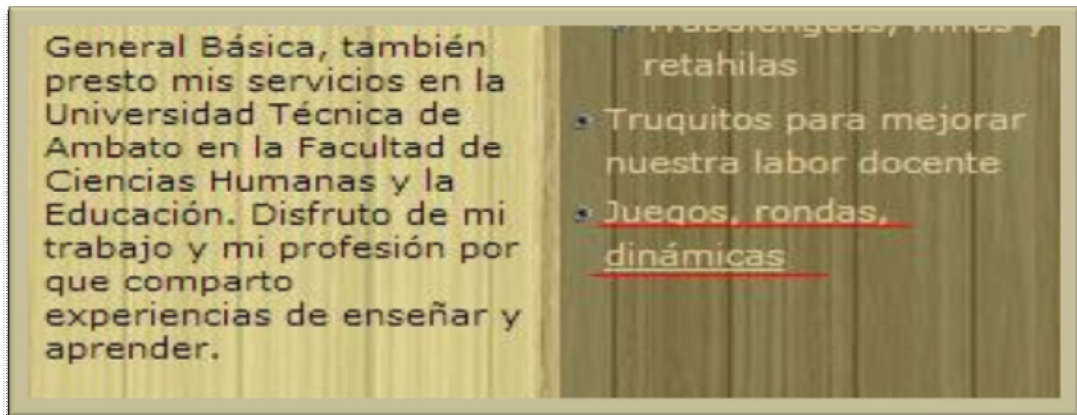 General Básica, también
presto mis servicios en la
Universidad Técnica de
Ambato en la Facultad de
Ciencias Humanas y la
Educación. Disfruto de mi
trabajo y mi profesión por
que comparto
experiencias de enseñar y
aprender.
Trabalenguas, rimas y
retahilas
Truquitos para mejorar
nuestra labor docente
Juegos, rondas,
dinámicas